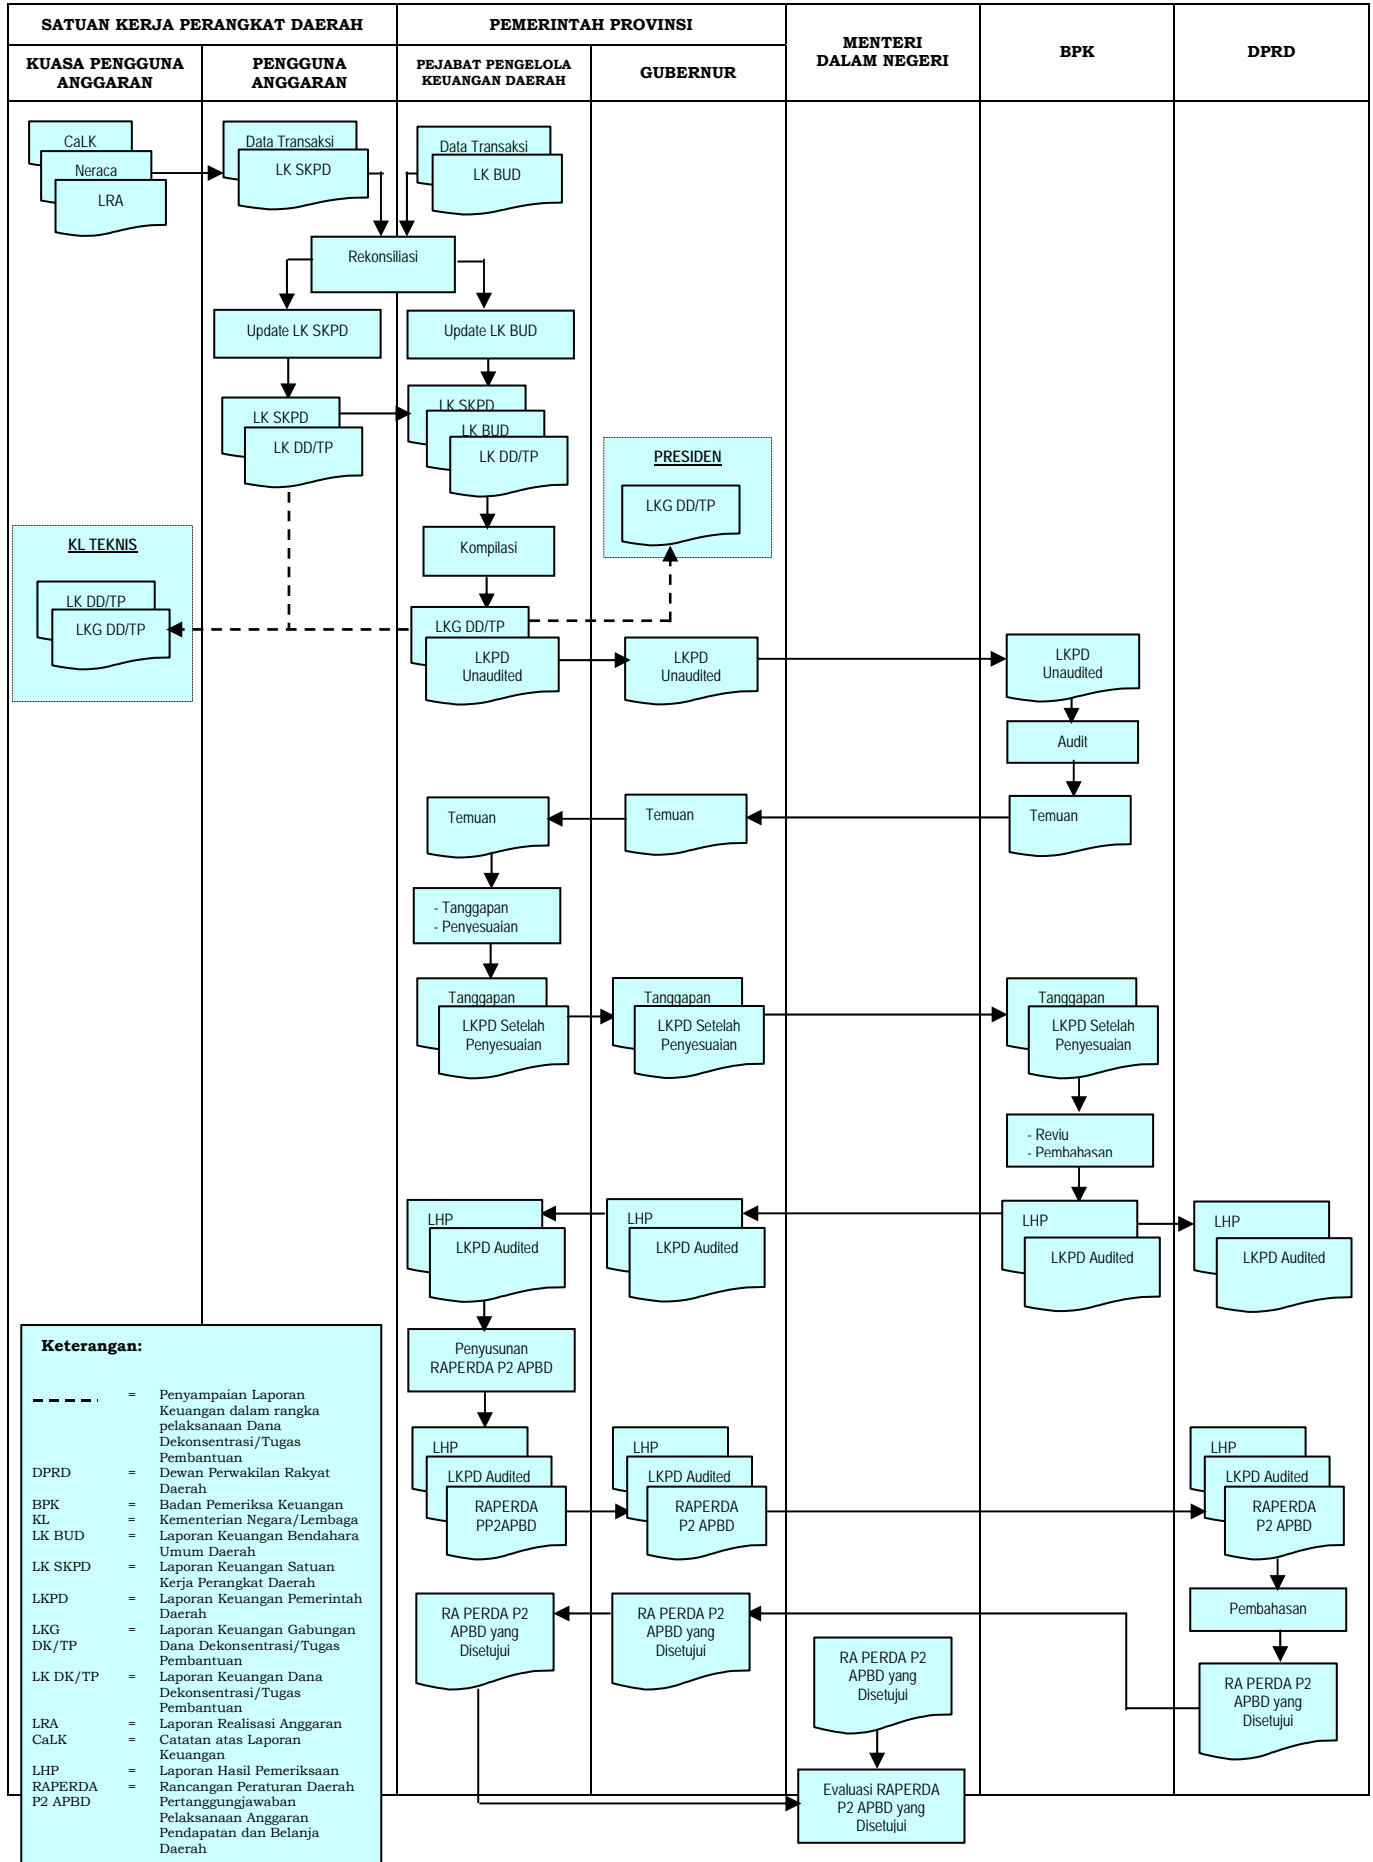 SATUAN KERJA PERANGKAT DAERAH
PEMERINTAH PROVINSI
MENTERI
DALAM NEGERI
BPK
DPRD
KUASA PENGGUNA
ANGGARAN
PENGGUNA
ANGGARAN
PEJABAT PENGELOLA
KEUANGAN DAERAH
GUBERNUR
CaLK
Neraca
LRA
Data Transaksi
LK SKPD
Data Transaksi
LK BUD
Rekonsiliasi
Update LK SKPD
Update LK BUD
LK SKPD
LK DD/TP
LK SKPD
LK BUD
LK DD/TP
PRESIDEN
LKG DD/TP
KL TEKNIS
LK DD/TP
LKG DD/TP
Kompilasi
LKG DD/TP
LKPD
Unaudited
LKPD
Unaudited
LKPD
Unaudited
Audit
Temuan
Temuan
Temuan
- Tanggapan
- Penyesuaian
Tanggapan
LKPD Setelah
Penyesuaian
Tanggapan
LKPD Setelah
Penyesuaian
Tanggapan
LKPD Setelah
Penyesuaian
- Reviu
- Pembahasan
LHP
LKPD Audited
LHP
LKPD Audited
LHP
LKPD Audited
LHP
LKPD Audited
Penyusunan
RAPERDA P2 APBD
LHP
LKPD Audited
RAPERDA
PP2APBD
LHP
LKPD Audited
RAPERDA
P2 APBD
LHP
LKPD Audited
RAPERDA
P2 APBD
Pembahasan
RA PERDA P2
APBD yang
Disetujui
RA PERDA P2
APBD yang
Disetujui
RA PERDA P2
APBD yang
Disetujui
RA PERDA P2
APBD yang
Disetujui
Evaluasi RAPERDA
P2 APBD yang
Disetujui
Keterangan:
= Penyampaian Laporan
Keuangan dalam rangka
pelaksanaan Dana
Dekonsentrasi/Tugas
Pembantuan
DPRD = Dewan Perwakilan Rakyat
Daerah
BPK = Badan Pemeriksa Keuangan
KL = Kementerian Negara/Lembaga
LK BUD = Laporan Keuangan Bendahara
Umum Daerah
LK SKPD = Laporan Keuangan Satuan
Kerja Perangkat Daerah
LKPD = Laporan Keuangan Pemerintah
Daerah
LKG = Laporan Keuangan Gabungan
DK/TP Dana Dekonsentrasi/Tugas
Pembantuan
LK DK/TP = Laporan Keuangan Dana
Dekonsentrasi/Tugas
Pembantuan
LRA = Laporan Realisasi Anggaran
CaLK = Catatan atas Laporan
Keuangan
LHP = Laporan Hasil Pemeriksaan
RAPERDA = Rancangan Peraturan Daerah
P2 APBD = Pertanggungjawaban
Pelaksanaan Anggaran
Pendapatan dan Belanja
Daerah